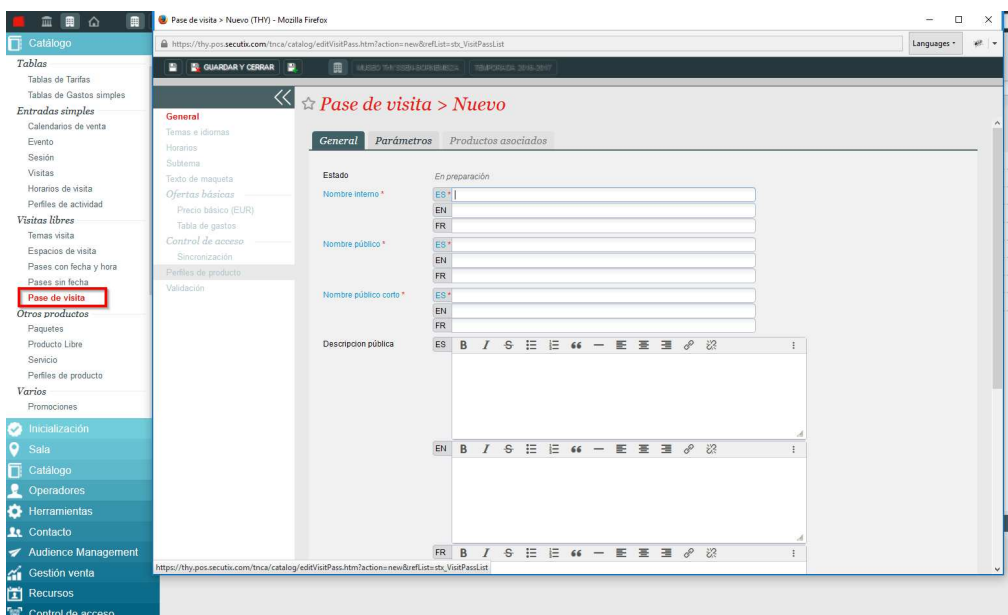 Catálogo
Tablas
Tablas de Tarifas
Tablas de Gastos simples
Entradas simples
Calendarios de venta
Evento
Sesión
Visitas
Horarios de visita
Perfiles de actividad
Visitas libres
Temas visita
Espacios de visita
Pases con fecha y hora
Pases sin fecha
Pase de visita
Otros productos
Paquetes
Producto Libre
Servicio
Perfiles de producto
Varios
Promociones
Inicialización
Sala
Catálogo
Operadores
Herramientas
Contacto
Audience Management
Gestión venta
Recursos
Control de acceso
Pase de visita > Nuevo (THY) - Mozilla Firefox
https://thy.pos.secutix.com/tnca/catalog/editVisitPass.htm?action=new&refList=stx_VisitPassList
Languages
GUARDAR Y CERRAR
MUSEO THYSSEN-BORNEMISZA
TEMPORADA 2016-2017
General
Temas e idiomas
Horarios
Subtema
Texto de maqueta
Ofertas básicas
Precio básico (EUR)
Tabla de gastos
Control de acceso
Sincronización
Perfiles de producto
Validación
Pase de visita > Nuevo
General Parámetros Productos asociados
Estado En preparación
Nombre interno * ES *
EN
FR
Nombre público * ES *
EN
FR
Nombre público corto * ES *
EN
FR
Descripcion pública ES B I S
EN B I S
FR B I S
https://thy.pos.secutix.com/tnca/catalog/editVisitPass.htm?action=new&refList=stx_VisitPassList